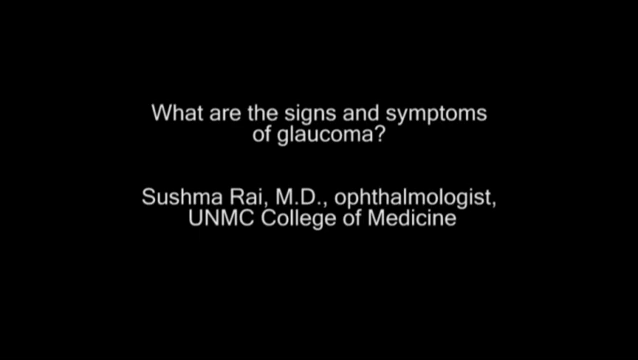 What are the signs and symptoms
of glaucoma?
Sushma Rai, M.D., ophthalmologist,
UNMC College of Medicine